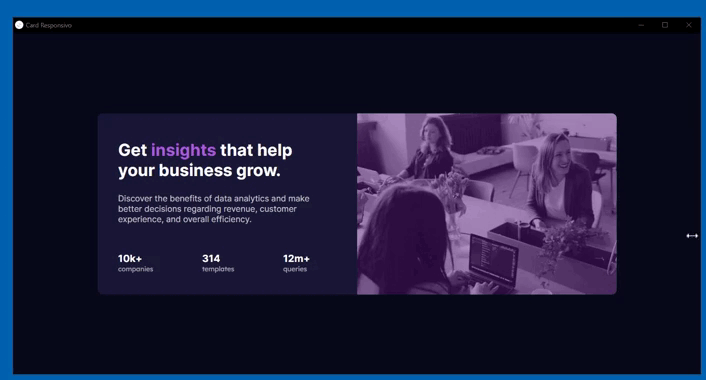 Card Responsivo
Get insights that help
your business grow.
Discover the benefits of data analytics and make
better decisions regarding revenue, customer
experience, and overall efficiency.
10k+ 314 12m+
companies templates queries